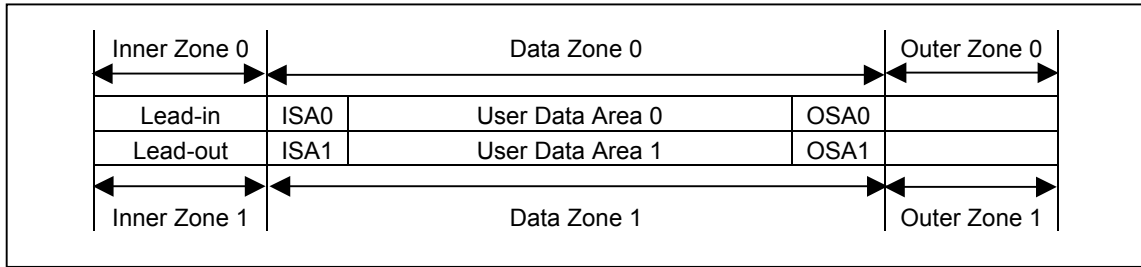 Inner Zone 0 Data Zone 0 Outer Zone 0
Lead-in ISA0 User Data Area 0 OSA0
Lead-out ISA1 User Data Area 1 OSA1
Inner Zone 1 Data Zone 1 Outer Zone 1